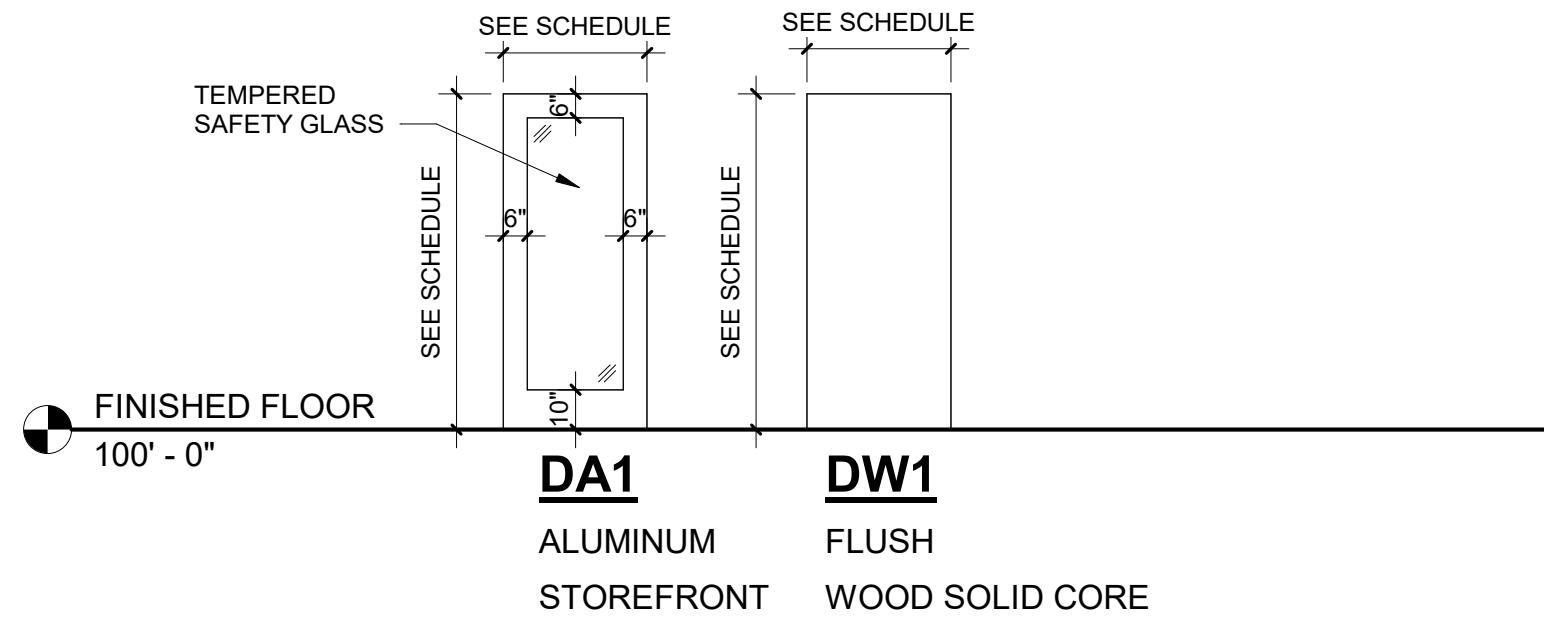 SEE SCHEDULE
SEE SCHEDULE
TEMPERED
SAFETY GLASS
6"
SEE SCHEDULE
6"
6"
SEE SCHEDULE
10"
FINISHED FLOOR
100' - 0"
DA1
DW1
ALUMINUM
FLUSH
STOREFRONT
WOOD SOLID CORE